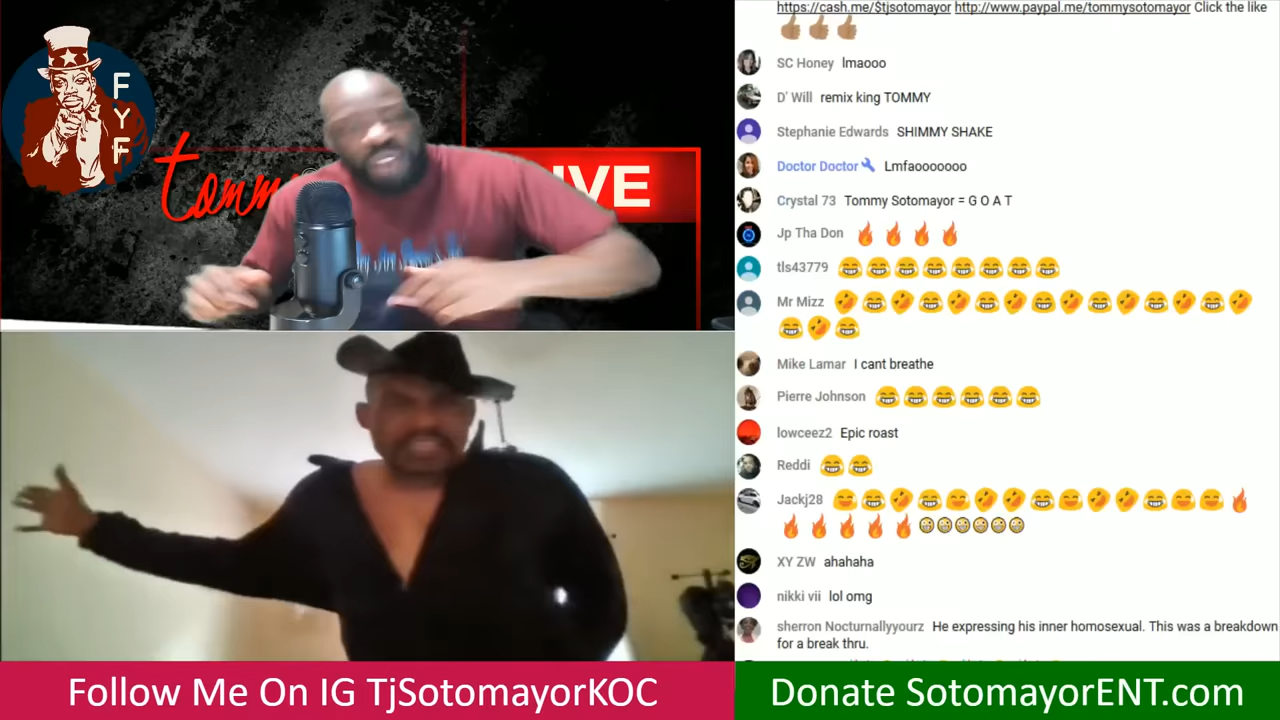 F
Y
F
tomm
IVE
Follow Me On IG TjSotomayorKOC
https://cash.me/$tjsotomayor http://www.paypal.me/tommysotomayor Click the like
SC Honey lmaooo
D' Will remix king TOMMY
Stephanie Edwards SHIMMY SHAKE
Doctor Doctor Lmfaooooooo
Crystal 73 Tommy Sotomayor = G O A T
Jp Tha Don 🔥 🔥 🔥 🔥
tls43779 😂😂😂😂😂😂😂😂
Mr Mizz 🤣😂🤣😂🤣😂🤣😂🤣😂🤣😂🤣😂🤣
😂🤣😂
Mike Lamar I cant breathe
Pierre Johnson 😂😂😂😂😂😂
lowceez2 Epic roast
Reddi 😂😂
Jackj28 😄😂🤣😂😄🤣🤣😂😄🤣🤣😂😄😄🔥
🔥🔥🔥🔥🔥😀😀😀😀😀😀
XY ZW ahahaha
nikki vii lol omg
sherron Nocturnallyyourz He expressing his inner homosexual. This was a breakdown
for a break thru.
Donate SotomayorENT.com